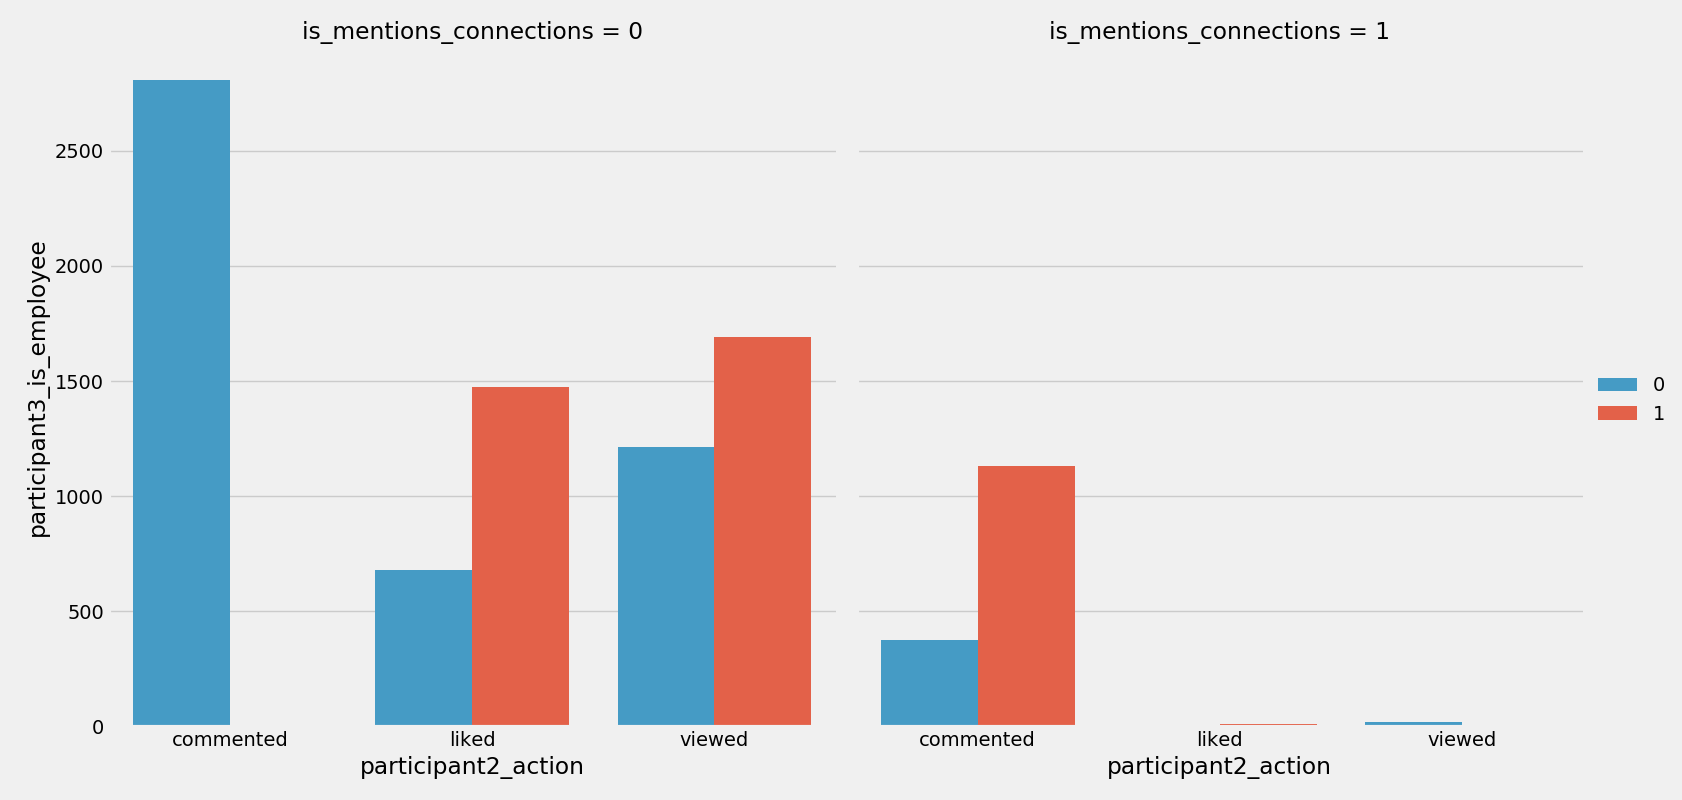 is_mentions_connections = 0
is_mentions_connections = 1
participant3_is_employee
2500
2000
1500
1000
500
0
commented liked viewed
commented liked viewed
participant2_action
participant2_action
0
1